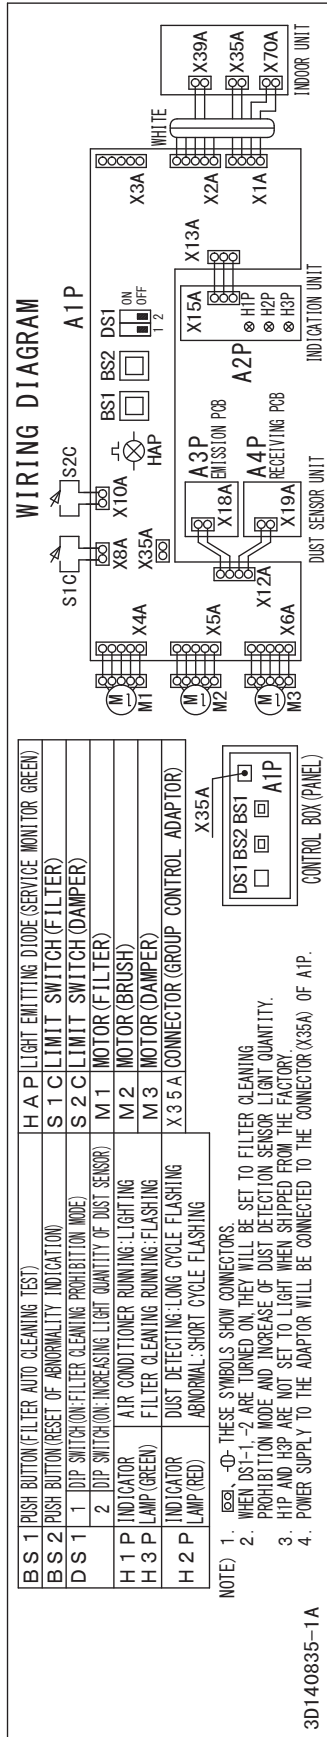 WIRING DIAGRAM
BS1 PUSH BUTTON(FILTER AUTO CLEANING TEST)
BS2 PUSH BUTTON(RESET OF ABNORMALITY INDICATION)
DS1 1 DIP SWITCH(ON:FILTER CLEANING PROHIBITION MODE)
2 DIP SWITCH(ON:INCREASING LIGHT QUANTITY OF DUST SENSOR)
H1P INDICATOR AIR CONDITIONER RUNNING:LIGHTING
H3P LAMP(GREEN) FILTER CLEANING RUNNING:FLASHING
H2P INDICATOR DUST DETECTING:LONG CYCLE FLASHING
LAMP(RED) ABNORMAL:SHORT CYCLE FLASHING
HAP LIGHT EMITTING DIODE(SERVICE MONITOR GREEN)
S1C LIMIT SWITCH(FILTER)
S2C LIMIT SWITCH(DAMPER)
M1 MOTOR(FILTER)
M2 MOTOR(BRUSH)
M3 MOTOR(DAMPER)
X35A CONNECTOR(GROUP CONTROL ADAPTOR)
NOTE) 1. THESE SYMBOLS SHOW CONNECTORS.
2. WHEN DS1-1,-2 ARE TURNED ON,THEY WILL BE SET TO FILTER CLEANING
PROHIBITION MODE AND INCREASE OF DUST DETECTION SENSOR LIGNT QUANTITY.
3. H1P AND H3P ARE NOT SET TO LIGHT WHEN SHIPPED FROM THE FACTORY.
4. POWER SUPPLY TO THE ADAPTOR WILL BE CONNECTED TO THE CONNECTOR(X35A) OF A1P.
X35A
DS1 BS2 BS1
A1P
CONTROL BOX(PANEL)
S1C
S2C
X8A
X10A
X35A
HAP
BS1
BS2
DS1
ON
OFF
1 2
A1P
X3A
X2A
X1A
WHITE
X39A
X35A
X70A
INDOOR UNIT
M
1~
M1
X4A
M
1~
M2
X5A
M
1~
M3
X6A
X12A
A3P
EMISSION PCB
X18A
A4P
RECEIVING PCB
X19A
DUST SENSOR UNIT
X13A
X15A
A2P
H1P
H2P
H3P
INDICATION UNIT
3D140835-1A